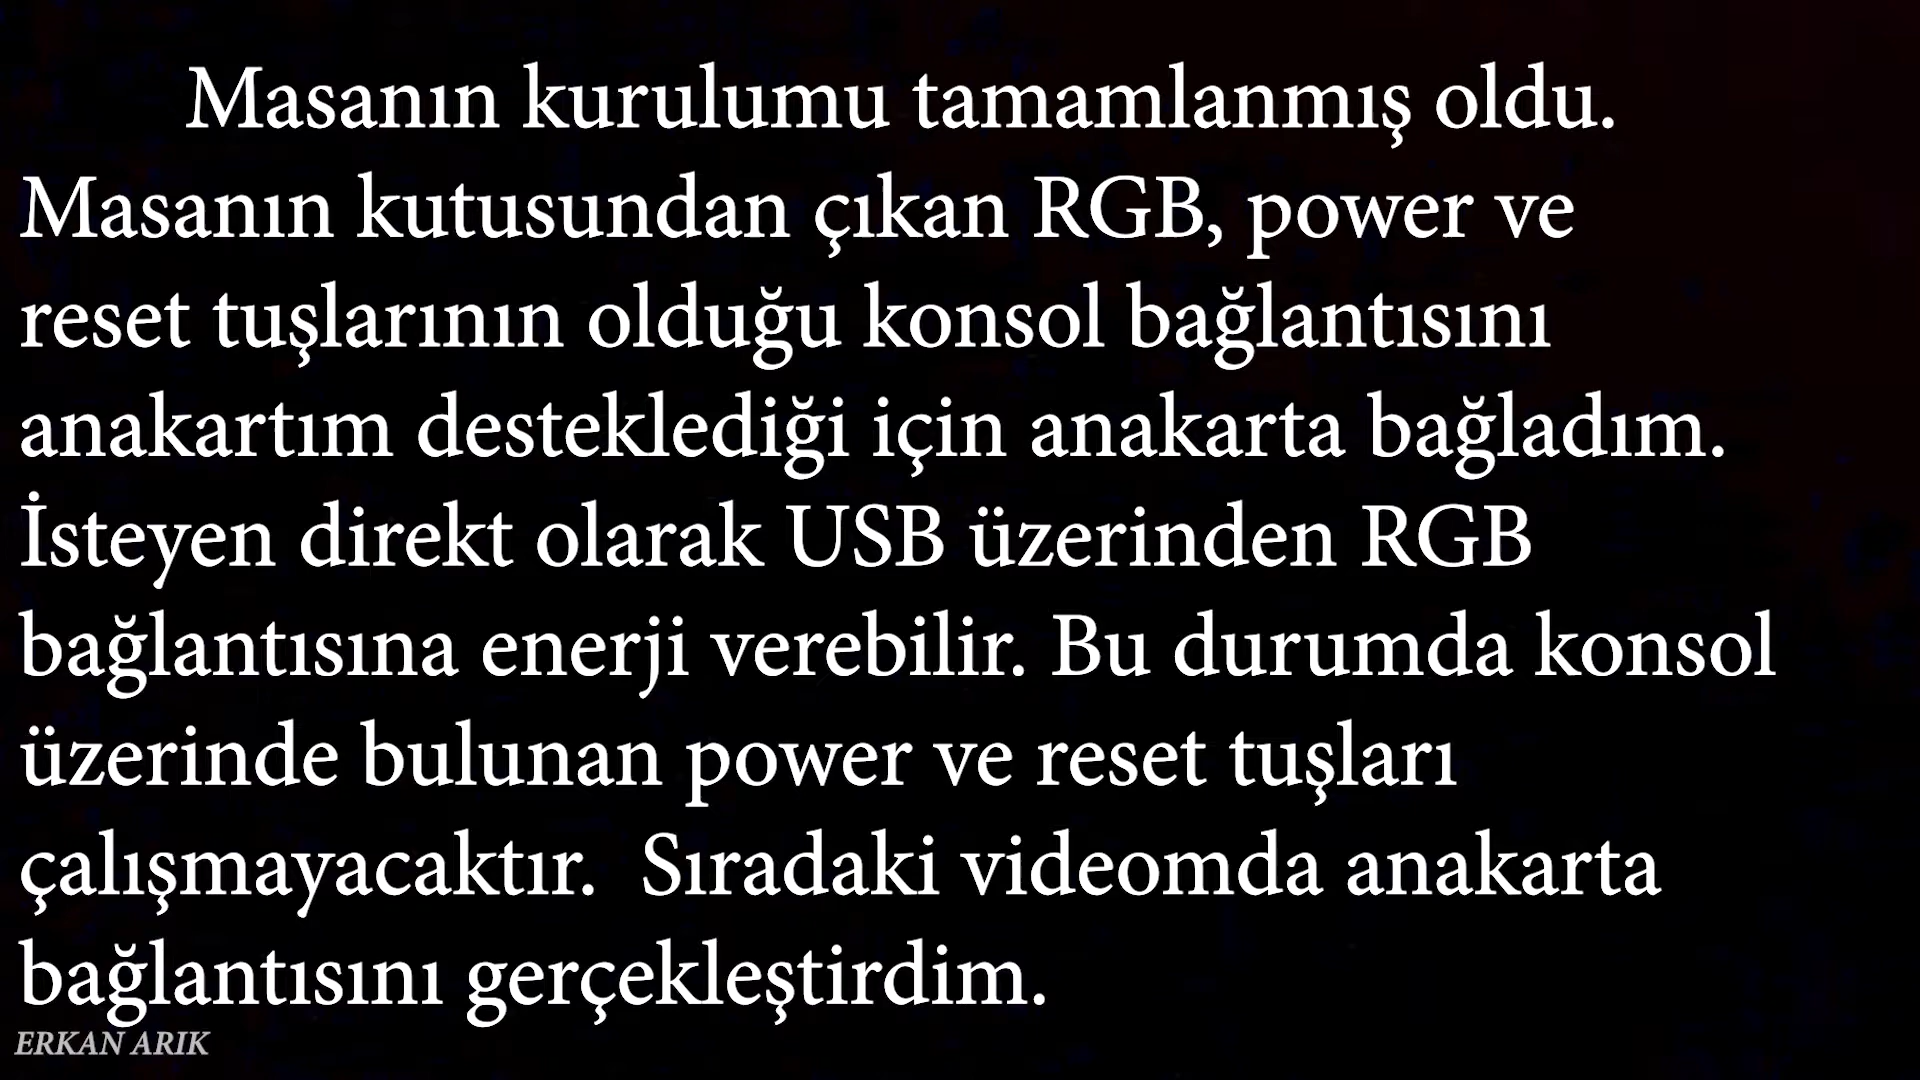 Masanın kurulumu tamamlanmış oldu.
Masanın kutusundan çıkan RGB, power ve
reset tuşlarının olduğu konsol bağlantısını
anakartım desteklediği için anakarta bağladım.
İsteyen direkt olarak USB üzerinden RGB
bağlantısına enerji verebilir. Bu durumda konsol
üzerinde bulunan power ve reset tuşları
çalışmayacaktır.  Sıradaki videomda anakarta
bağlantısını gerçekleştirdim.
ERKAN ARIK